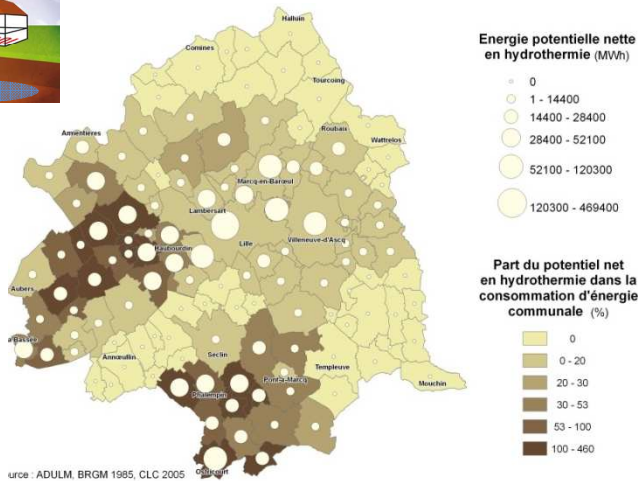 Halluin
Comines
Tourcoing
Roubaix
Wattrelos
Armentières
Marcq-en-Barœul
Lambersart
Lille
Villeneuve-d'Ascq
Haubourdin
Aubers
a Bassée
Annœullin
Seclin
Templeuve
Pont-à-Marcq
Mouchin
Phalempin
Ostricourt
urce : ADULM, BRGM 1985, CLC 2005
Energie potentielle nette
en hydrothermie (MWh)
0
1 - 14400
14400 - 28400
28400 - 52100
52100 - 120300
120300 - 469400
Part du potentiel net
en hydrothermie dans la
consommation d'énergie
communale (%)
0
0 - 20
20 - 30
30 - 53
53 - 100
100 - 460